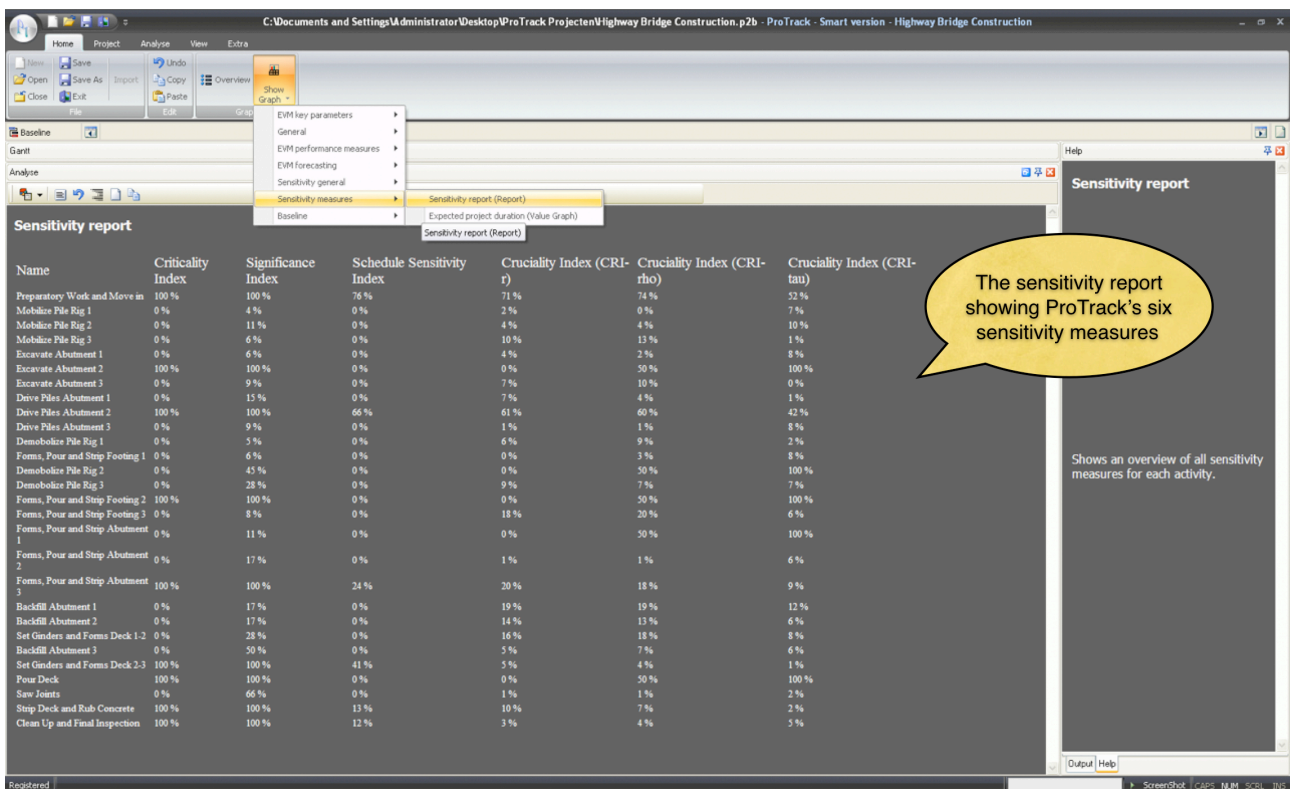 C:\Documents and Settings\Administrator\Desktop\ProTrack Projecten\Highway Bridge Construction.p2b - ProTrack - Smart version - Highway Bridge Construction
Home Project Analyse View Extra
New Save Undo
Open Save As Import Copy Overview
Close Exit Paste
Show
Graph
File Edit Grap
EVM key parameters
General
EVM performance measures
EVM forecasting
Sensitivity general
Sensitivity measures
Baseline
Sensitivity report (Report)
Expected project duration (Value Graph)
Sensitivity report (Report)
Baseline
Gantt
Analyse
Sensitivity report
Name Criticality Index Significance Index Schedule Sensitivity Index Cruciality Index (CRI-r) Cruciality Index (CRI-rho) Cruciality Index (CRI-tau)
Preparatory Work and Move in 100 % 100 % 76 % 71 % 74 % 52 %
Mobilize Pile Rig 1 0 % 4 % 0 % 2 % 0 % 7 %
Mobilize Pile Rig 2 0 % 11 % 0 % 4 % 4 % 10 %
Mobilize Pile Rig 3 0 % 6 % 0 % 10 % 13 % 1 %
Excavate Abutment 1 0 % 6 % 0 % 4 % 2 % 8 %
Excavate Abutment 2 100 % 100 % 0 % 0 % 50 % 100 %
Excavate Abutment 3 0 % 9 % 0 % 7 % 10 % 0 %
Drive Piles Abutment 1 0 % 15 % 0 % 7 % 4 % 1 %
Drive Piles Abutment 2 100 % 100 % 66 % 61 % 60 % 42 %
Drive Piles Abutment 3 0 % 9 % 0 % 1 % 1 % 8 %
Demobolize Pile Rig 1 0 % 5 % 0 % 6 % 9 % 2 %
Forms, Pour and Strip Footing 1 0 % 6 % 0 % 0 % 3 % 8 %
Demobolize Pile Rig 2 0 % 45 % 0 % 0 % 50 % 100 %
Demobolize Pile Rig 3 0 % 28 % 0 % 9 % 7 % 7 %
Forms, Pour and Strip Footing 2 100 % 100 % 0 % 0 % 50 % 100 %
Forms, Pour and Strip Footing 3 0 % 8 % 0 % 18 % 20 % 6 %
Forms, Pour and Strip Abutment 1 0 % 11 % 0 % 0 % 50 % 100 %
Forms, Pour and Strip Abutment 2 0 % 17 % 0 % 1 % 1 % 6 %
Forms, Pour and Strip Abutment 3 100 % 100 % 24 % 20 % 18 % 9 %
Backfill Abutment 1 0 % 17 % 0 % 19 % 19 % 12 %
Backfill Abutment 2 0 % 17 % 0 % 14 % 13 % 6 %
Set Ginders and Forms Deck 1-2 0 % 28 % 0 % 16 % 18 % 8 %
Backfill Abutment 3 0 % 50 % 0 % 5 % 7 % 6 %
Set Ginders and Forms Deck 2-3 100 % 100 % 41 % 5 % 4 % 1 %
Pour Deck 100 % 100 % 0 % 0 % 50 % 100 %
Saw Joints 0 % 66 % 0 % 1 % 1 % 2 %
Strip Deck and Rub Concrete 100 % 100 % 13 % 10 % 7 % 2 %
Clean Up and Final Inspection 100 % 100 % 12 % 3 % 4 % 5 %
The sensitivity report
showing ProTrack's six
sensitivity measures
Help
Sensitivity report
Shows an overview of all sensitivity
measures for each activity.
Output Help
Registered ScreenShot CAPS NUM SCRL INS